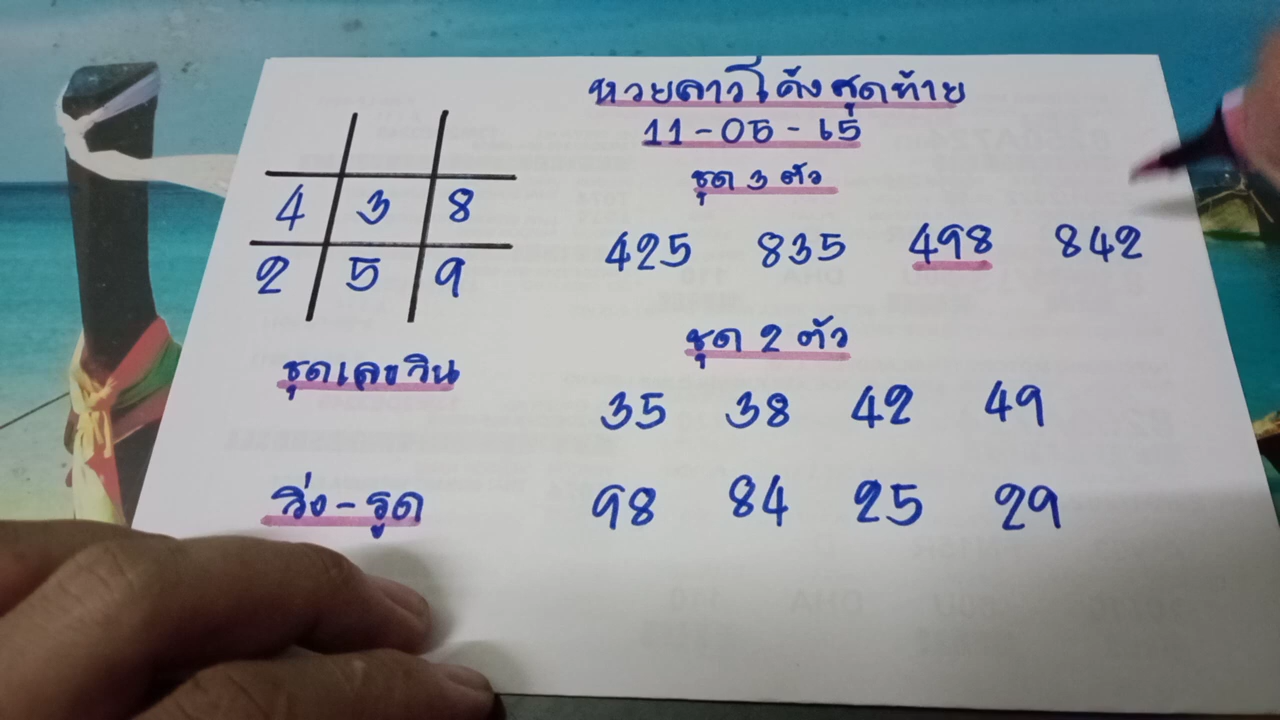 หวยลาวโค้งสุดท้าย
11-05-65
ชุด 3 ตัว
4 3 8
2 5 9
425 835 498 842
ชุด 2 ตัว
ชุดเลขวิน
35 38 42 49
วิ่ง-รูด
98 84 25 29